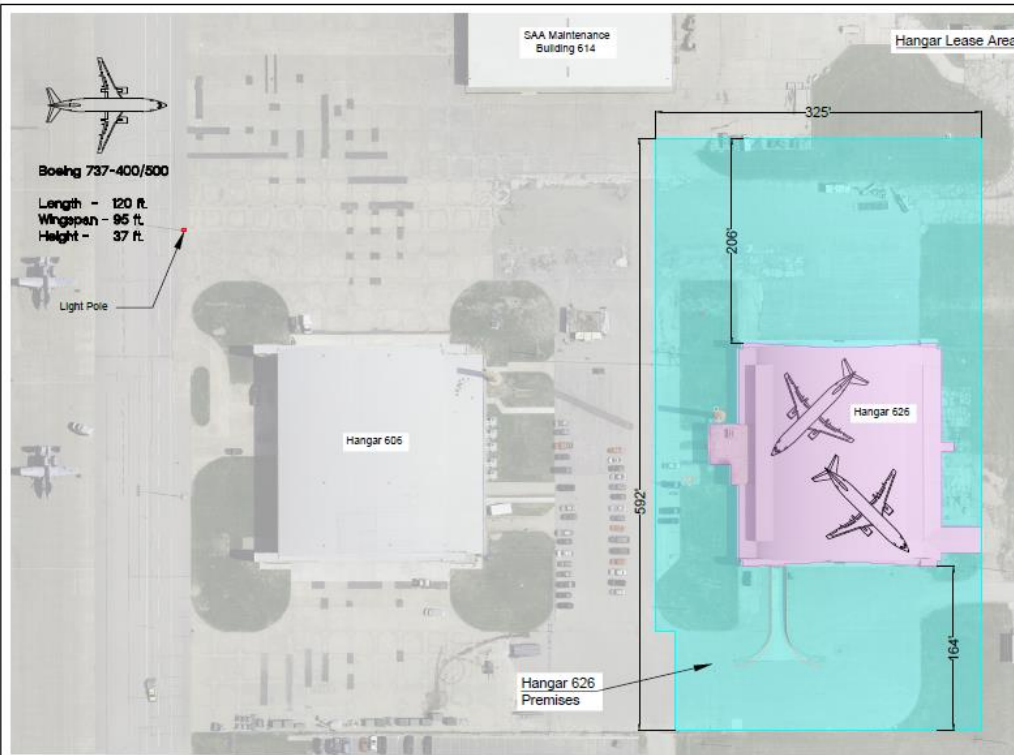 SAA Maintenance
Building 614
Hangar Lease Area
325'
Boeing 737-400/500
Length - 120 ft.
Wingspan - 95 ft.
Height - 37 ft.
206'
Light Pole
Hangar 606
Hangar 626
592'
164'
Hangar 626
Premises